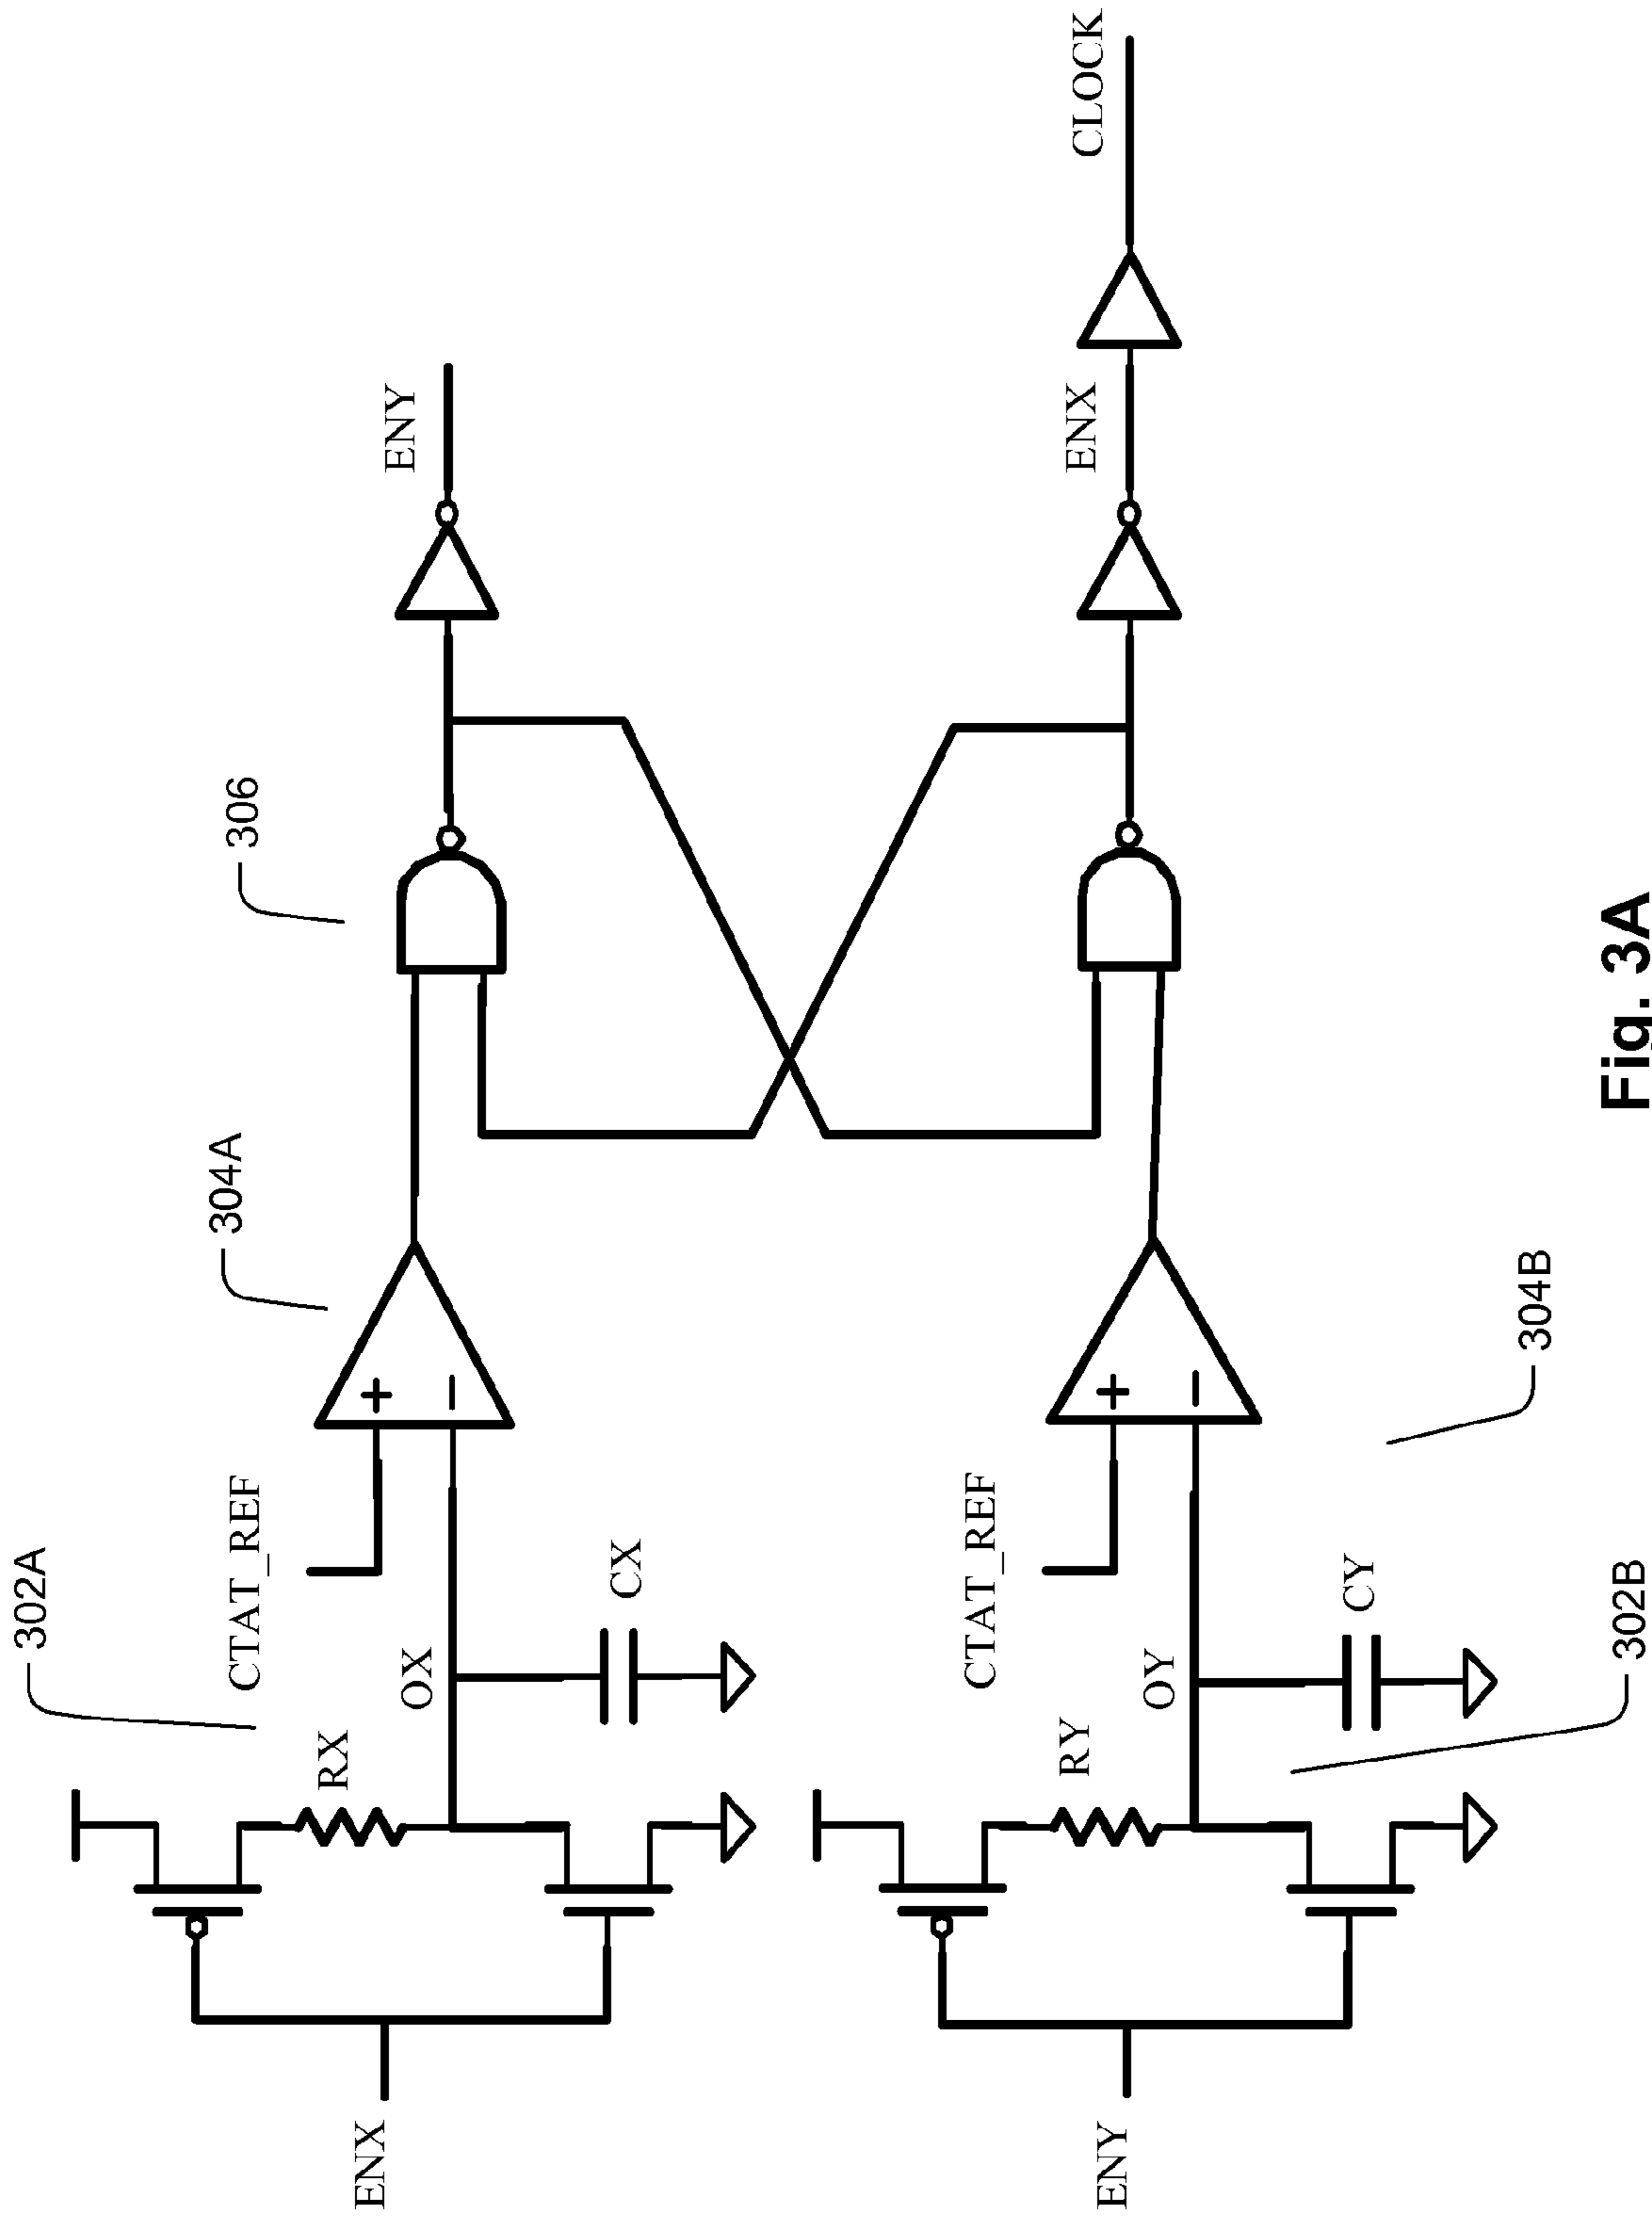 302A
304A
306
CTAT_REF
ENY
RX
OX
CX
ENX
302B
304B
CTAT_REF
ENX
CLOCK
RY
OY
CY
ENY
Fig. 3A